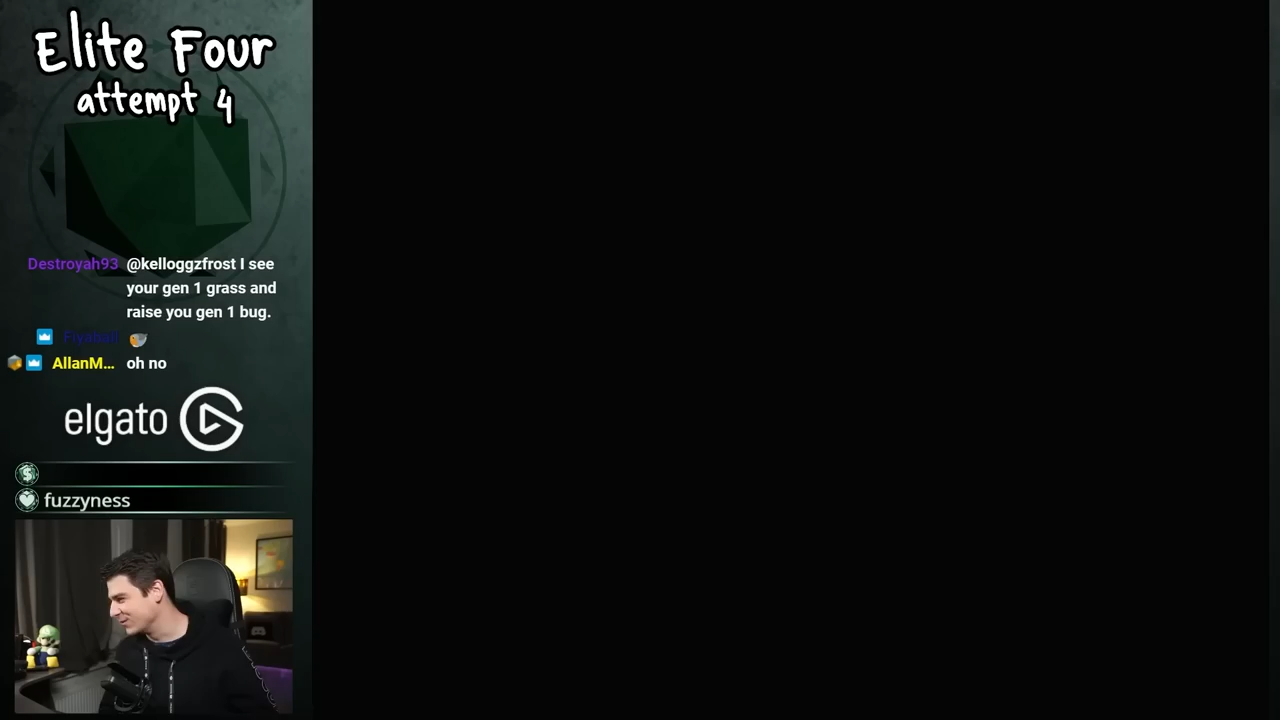 Elite Four
attempt 4
Destroyah93 @kelloggzfrost I see
your gen 1 grass and
raise you gen 1 bug.
AllanM... oh no
elgato
fuzzyness